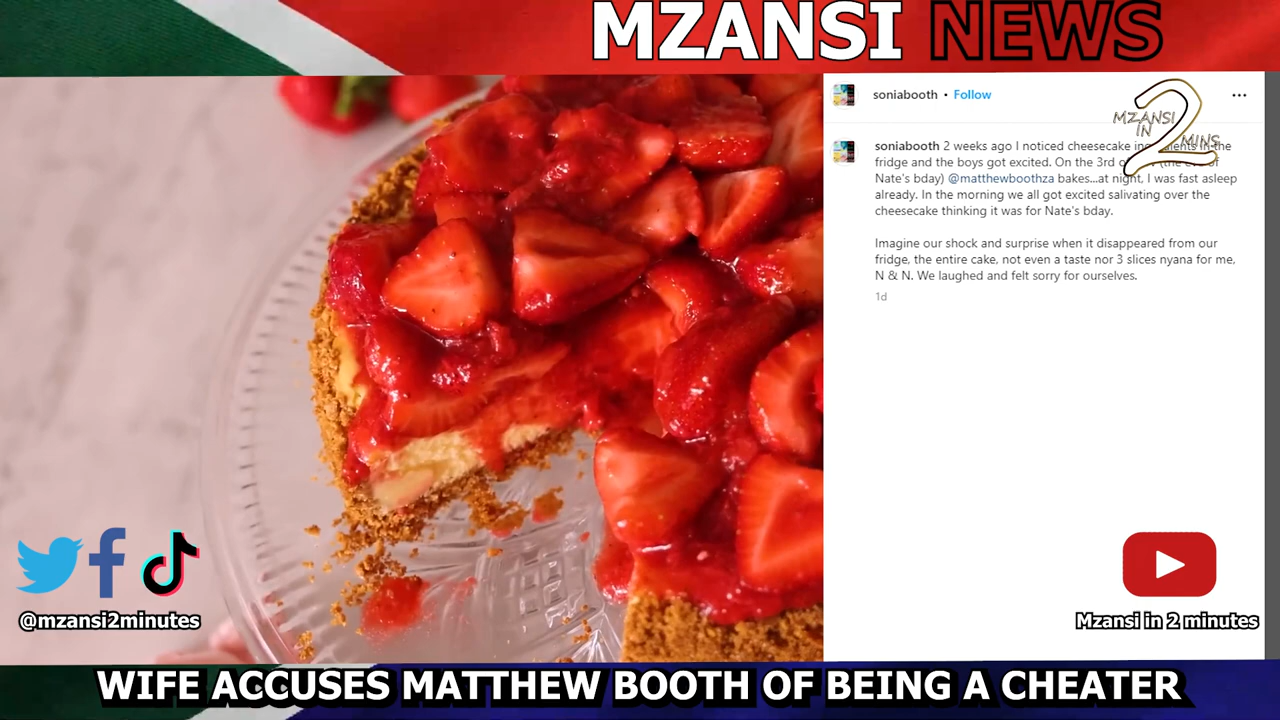 MZANSI NEWS
soniabooth • Follow
MZANSI
IN 2 MINS
soniabooth 2 weeks ago I noticed cheesecake in the
fridge and the boys got excited. On the 3rd
Nate's bday) @matthewboothza bakes...at night, I was fast asleep
already. In the morning we all got excited salivating over the
cheesecake thinking it was for Nate's bday.
Imagine our shock and surprise when it disappeared from our
fridge, the entire cake, not even a taste nor 3 slices nyana for me,
N & N. We laughed and felt sorry for ourselves.
1d
@mzansi2minutes
Mzansi in 2 minutes
WIFE ACCUSES MATTHEW BOOTH OF BEING A CHEATER